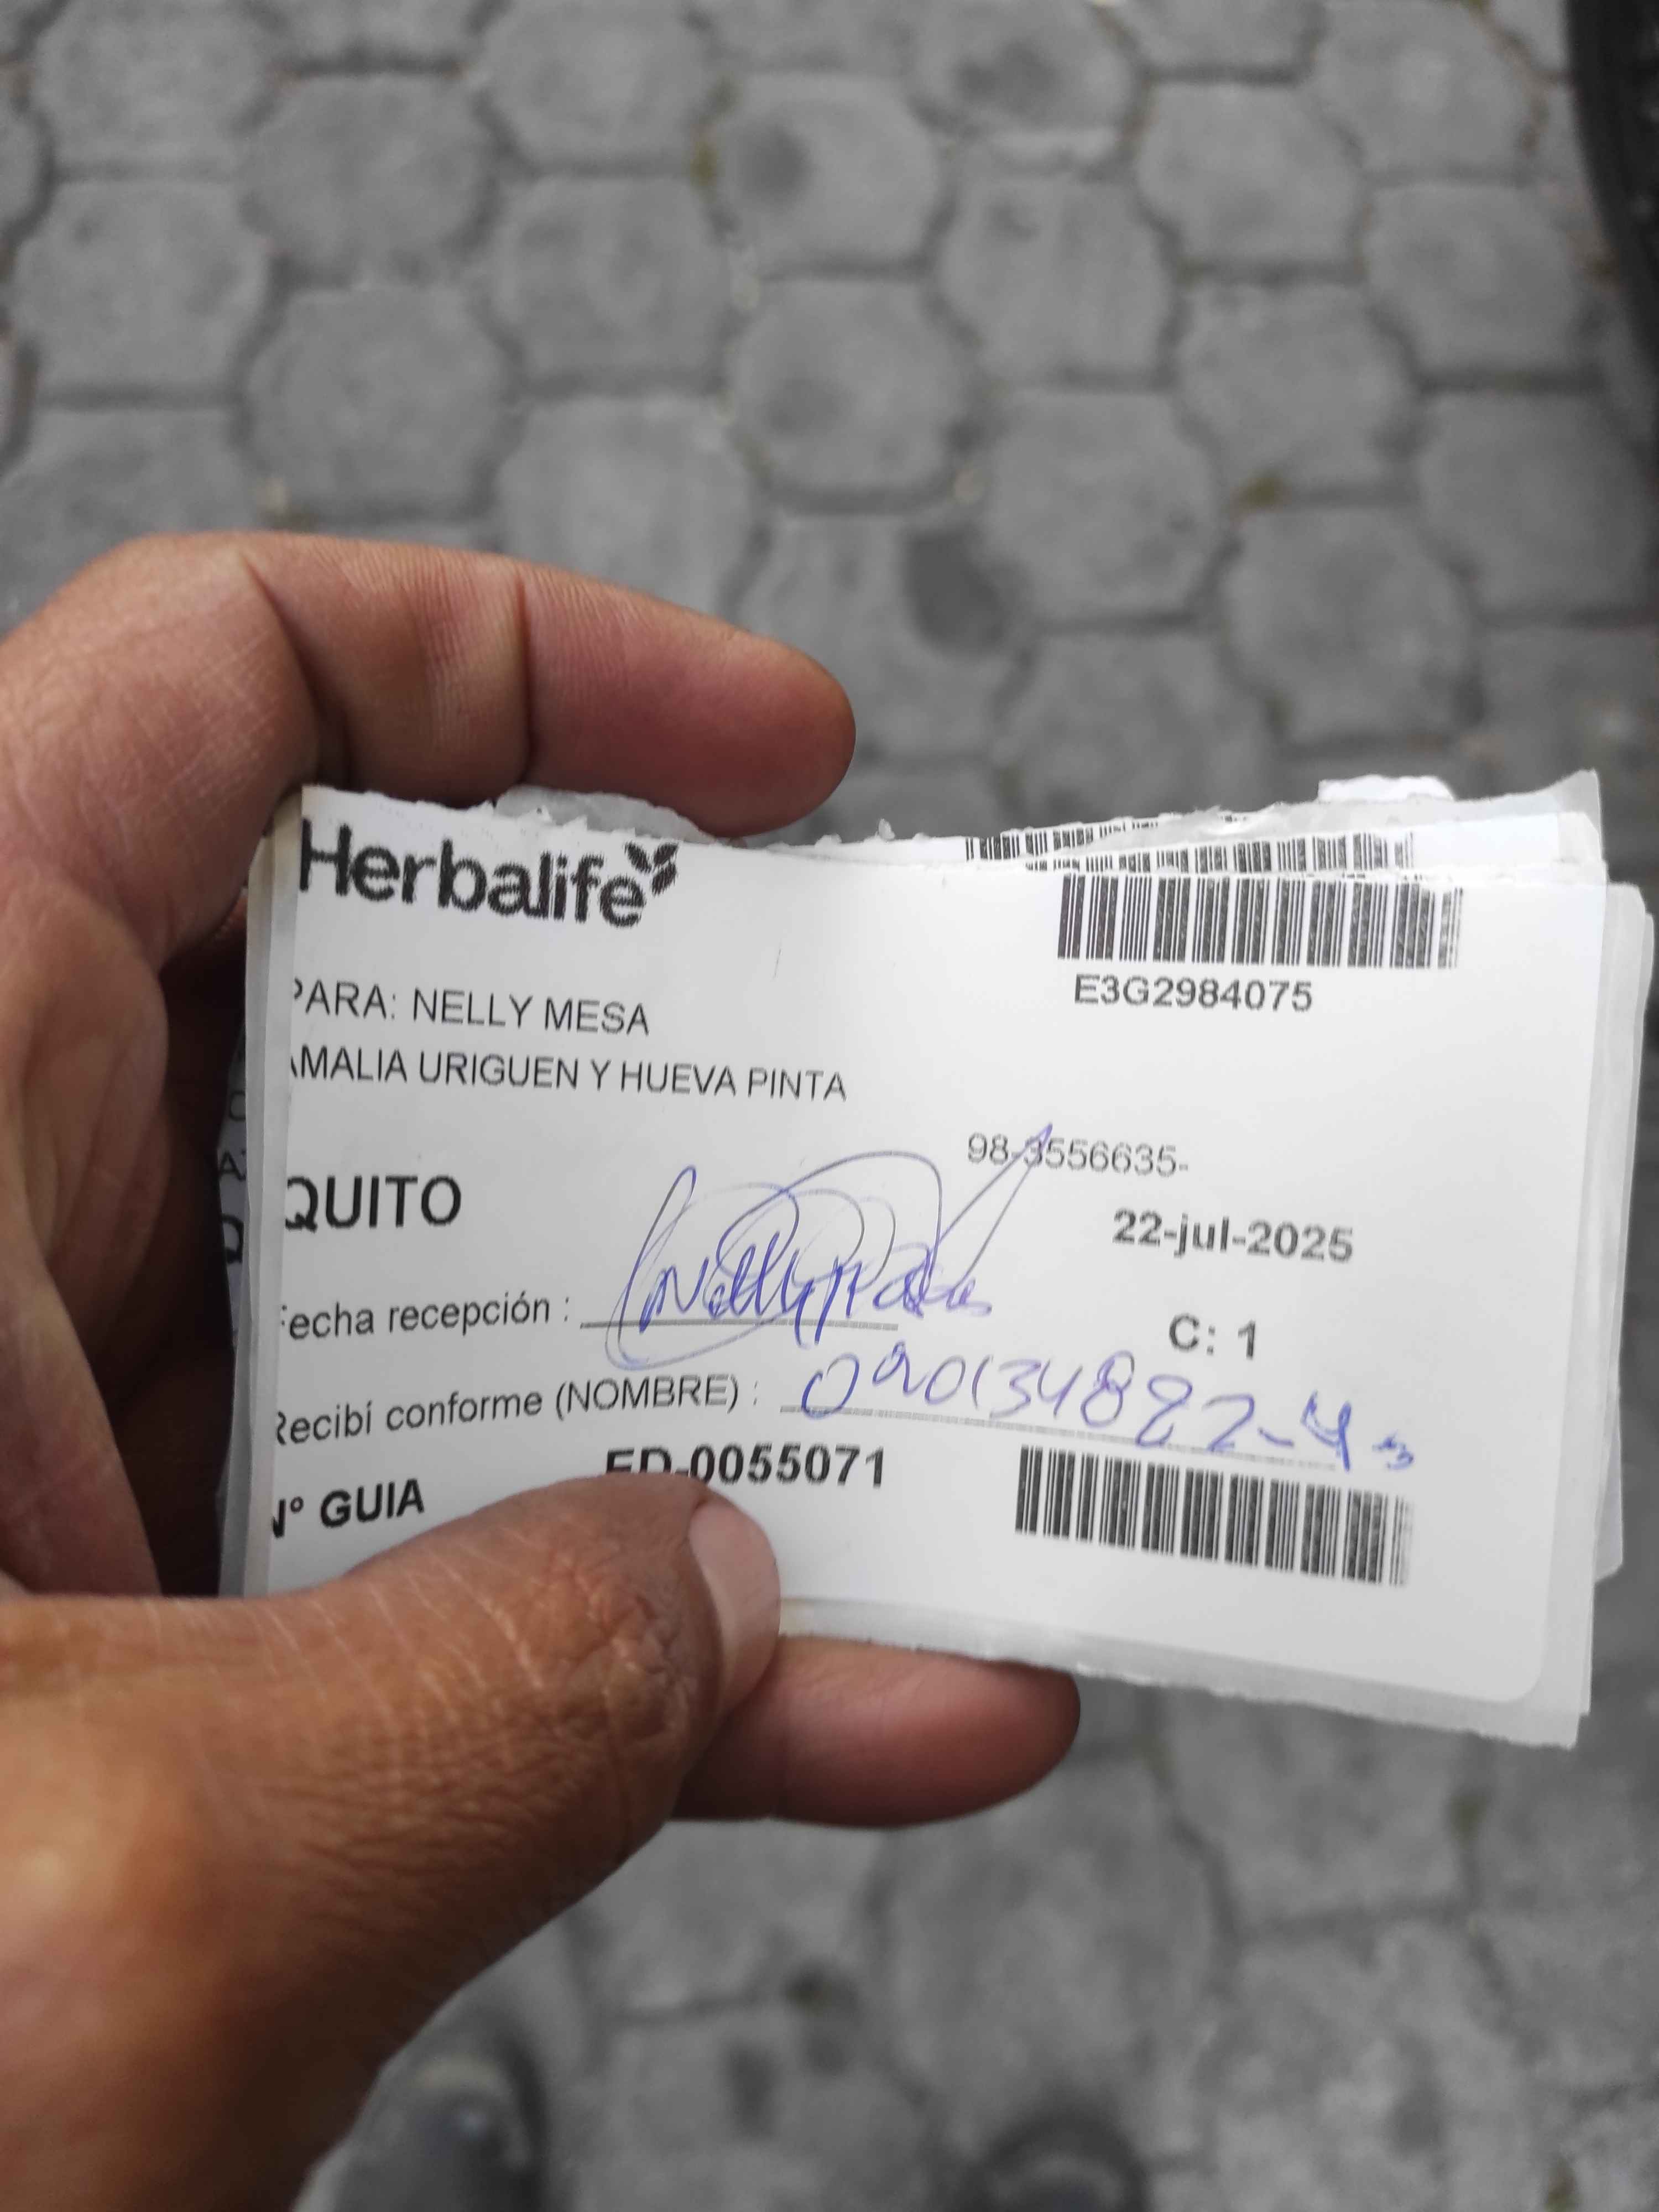 Herbalife
E3G2984075
PARA: NELLY MESA
AMALIA URIGUEN Y HUEVA PINTA
98-3556635-
QUITO
22-jul-2025
Fecha recepción :
C: 1
Recibí conforme (NOMBRE) :
ED-0055071
Nº GUIA